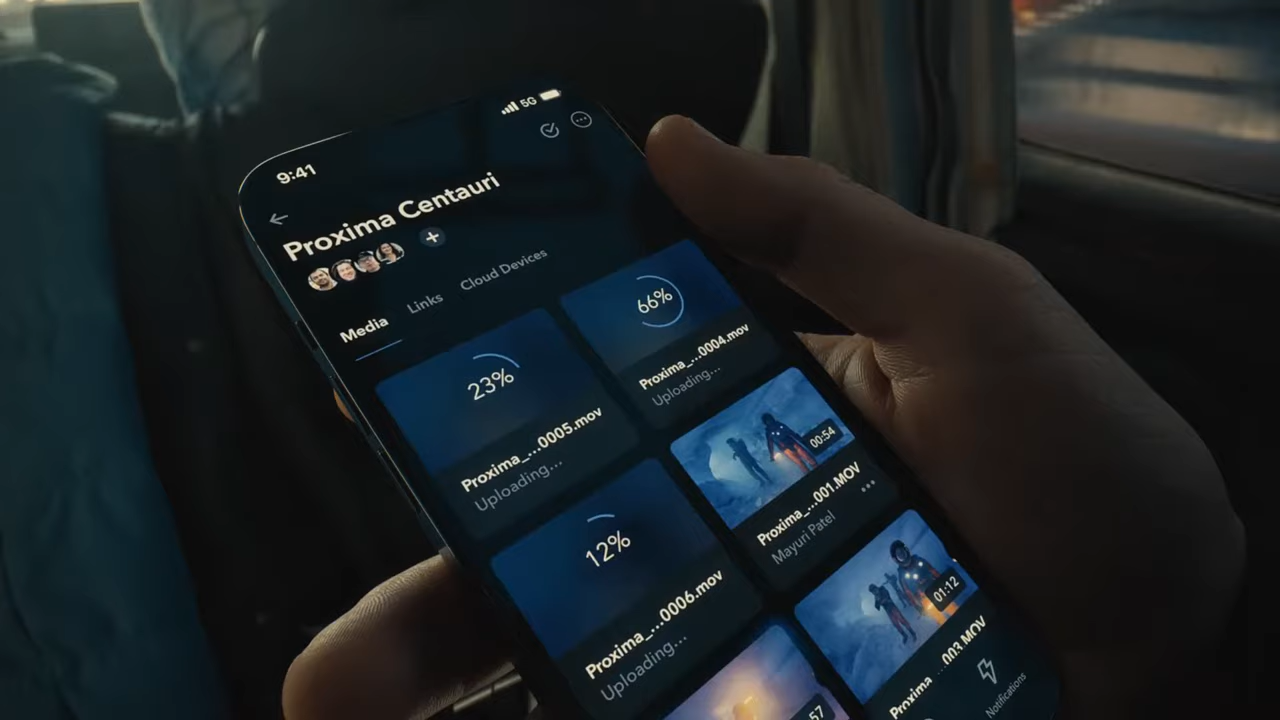 9:41
5G
Proxima Centauri
Media
Links
Cloud Devices
23%
Proxima_...0005.mov
Uploading...
66%
Proxima_...0004.mov
Uploading...
12%
Proxima_...0006.mov
Uploading...
00:54
Proxima_...001.MOV
Mayuri Patel
01:12
Proxima_...003.MOV
57
Notifications